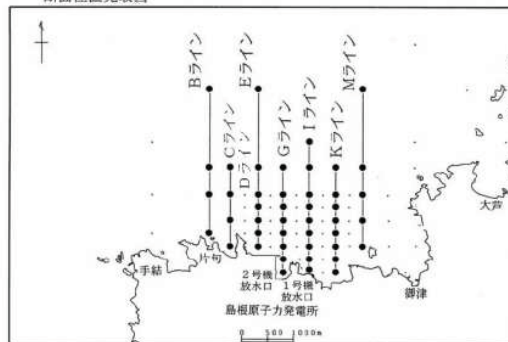 Bライン
Cライン
Dライン
Eライン
Gライン
Iライン
Kライン
Mライン
大芦
片句
手結
御津
2号機
放水口
1号機
放水口
島根原子力発電所
0 500 1000m